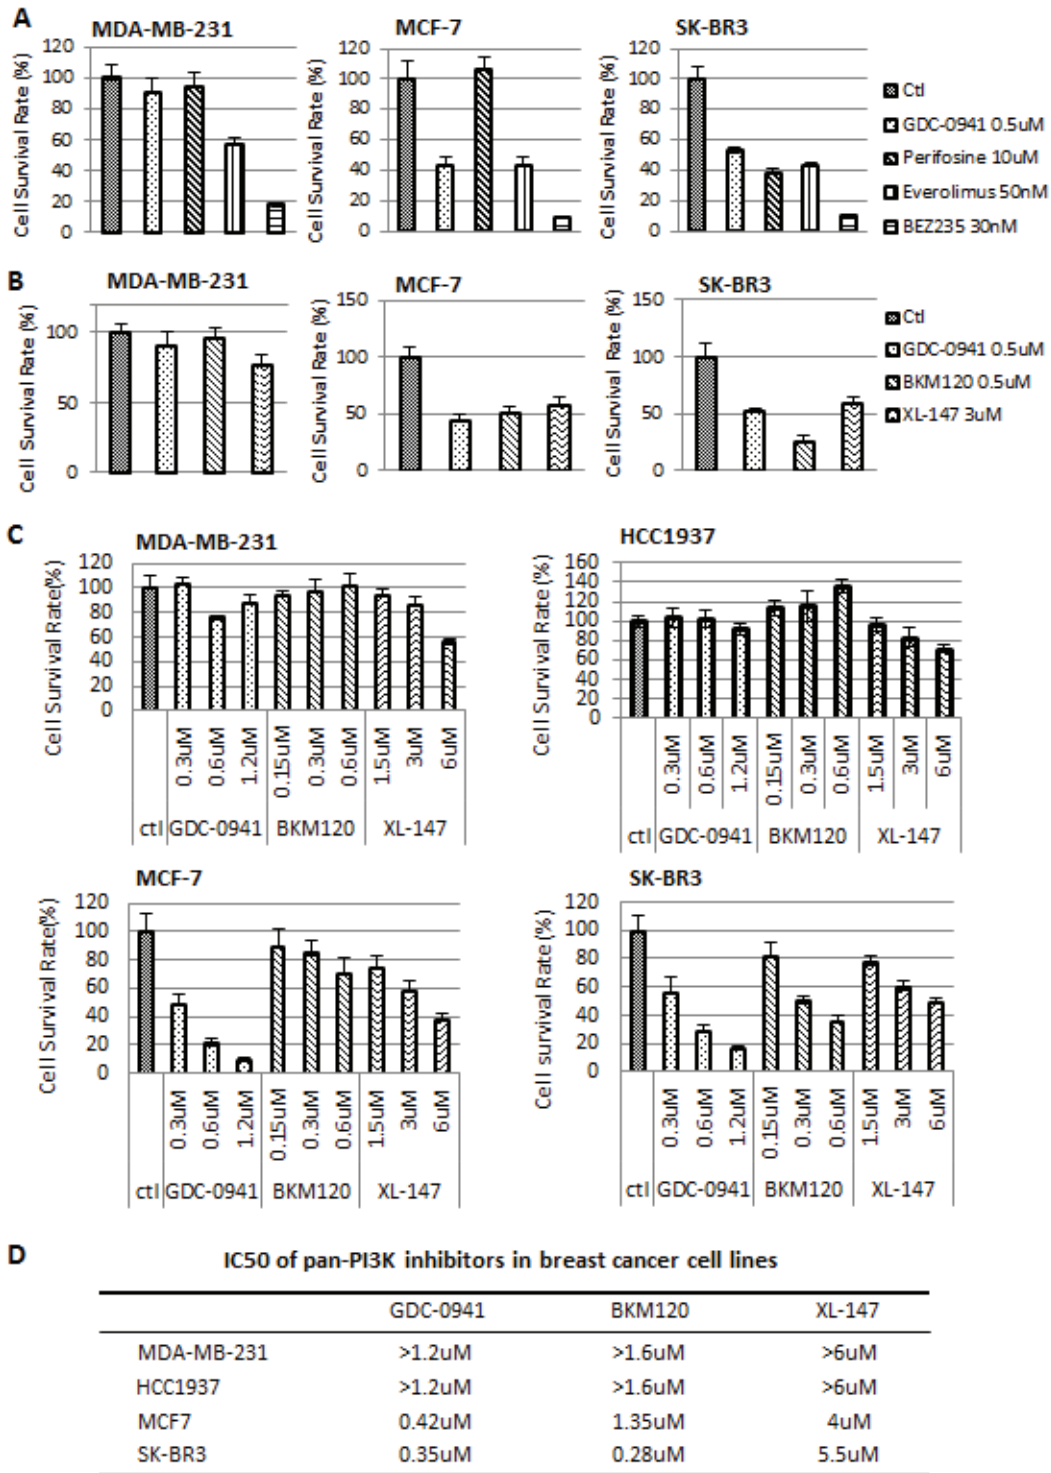 A
MDA-MB-231 MCF-7 SK-BR3
Cell Survival Rate (%)
120
100
80
60
40
20
0
Cell Survival Rate (%)
120
100
80
60
40
20
0
Cell Survival Rate (%)
120
100
80
60
40
20
0
Ctl
GDC-0941 0.5uM
Perifosine 10uM
Everolimus 50nM
BEZ235 30nM
B
MDA-MB-231 MCF-7 SK-BR3
Cell Survival Rate (%)
100
50
0
Cell Survival Rate (%)
150
100
50
0
Cell Survival Rate (%)
150
100
50
0
Ctl
GDC-0941 0.5uM
BKM120 0.5uM
XL-147 3uM
C
MDA-MB-231
Cell Survival Rate(%)
120
100
80
60
40
20
0
0.3uM 0.6uM 1.2uM 0.15uM 0.3uM 0.6uM 1.5uM 3uM 6uM
ctl GDC-0941 BKM120 XL-147
HCC1937
Cell Survival Rate (%)
160
140
120
100
80
60
40
20
0
0.3uM 0.6uM 1.2uM 0.15uM 0.3uM 0.6uM 1.5uM 3uM 6uM
ctl GDC-0941 BKM120 XL-147
MCF-7
Cell Survival Rate(%)
120
100
80
60
40
20
0
0.3uM 0.6uM 1.2uM 0.15uM 0.3uM 0.6uM 1.5uM 3uM 6uM
ctl GDC-0941 BKM120 XL-147
SK-BR3
Cell survival Rate (%)
120
100
80
60
40
20
0
0.3uM 0.6uM 1.2uM 0.15uM 0.3uM 0.6uM 1.5uM 3uM 6uM
ctl GDC-0941 BKM120 XL-147
D
IC50 of pan-PI3K inhibitors in breast cancer cell lines
GDC-0941 BKM120 XL-147
MDA-MB-231 >1.2uM >1.6uM >6uM
HCC1937 >1.2uM >1.6uM >6uM
MCF7 0.42uM 1.35uM 4uM
SK-BR3 0.35uM 0.28uM 5.5uM